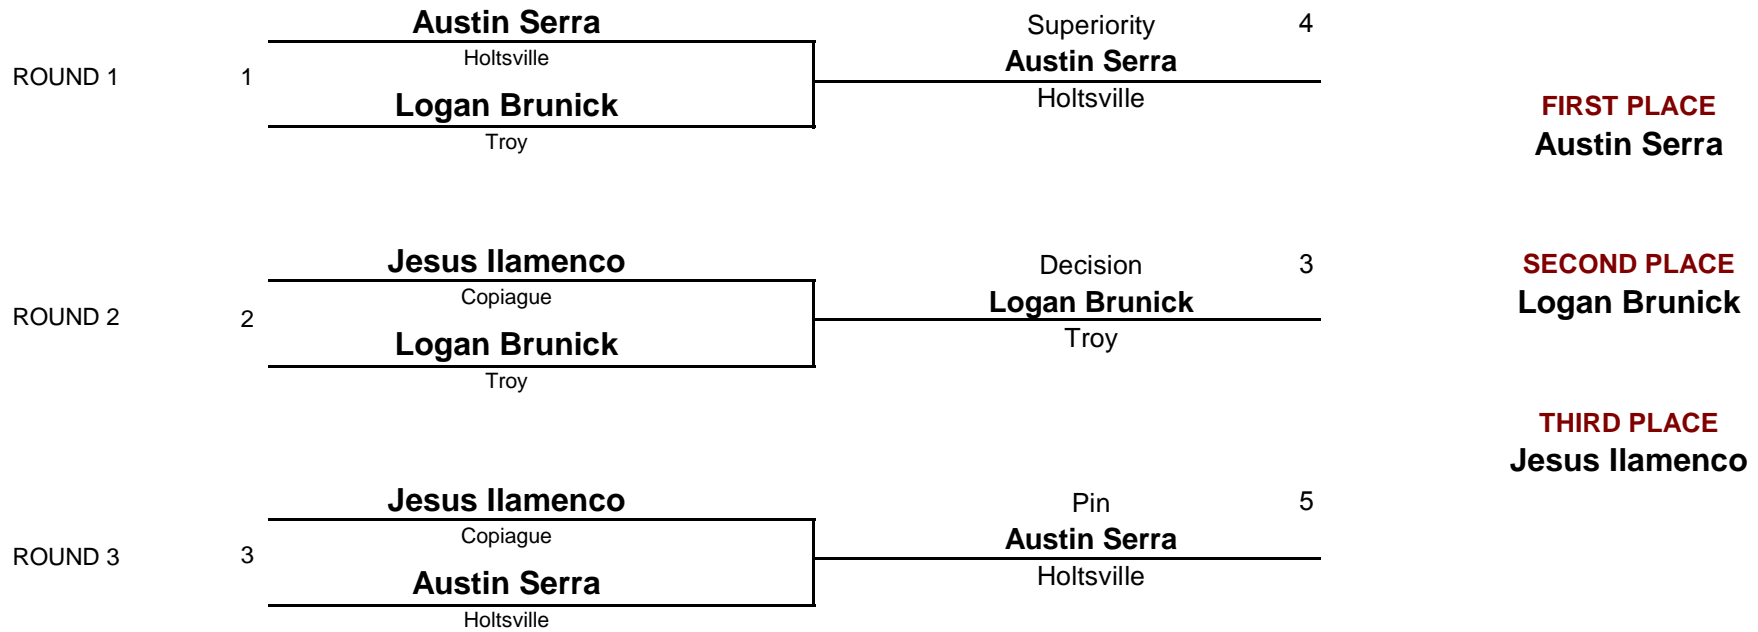 Austin Serra
Holtsville
ROUND 1
1
Logan Brunick
Troy
Superiority 4
Austin Serra
Holtsville
FIRST PLACE
Austin Serra
Jesus Ilamenco
Copiague
ROUND 2
2
Logan Brunick
Troy
Decision 3
Logan Brunick
Troy
SECOND PLACE
Logan Brunick
THIRD PLACE
Jesus Ilamenco
Jesus Ilamenco
Copiague
ROUND 3
3
Austin Serra
Holtsville
Pin 5
Austin Serra
Holtsville